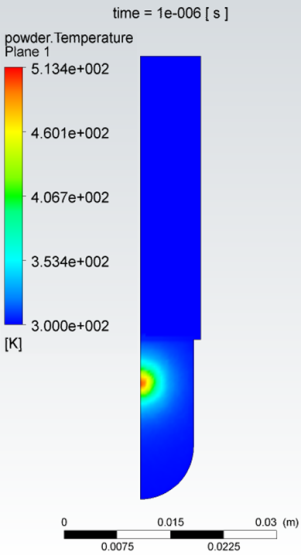 time = 1e-006 [ s ]
powder.Temperature
Plane 1
5.134e+002
4.601e+002
4.067e+002
3.534e+002
3.000e+002
[K]
0 0.015 0.03 (m)
0.0075 0.0225